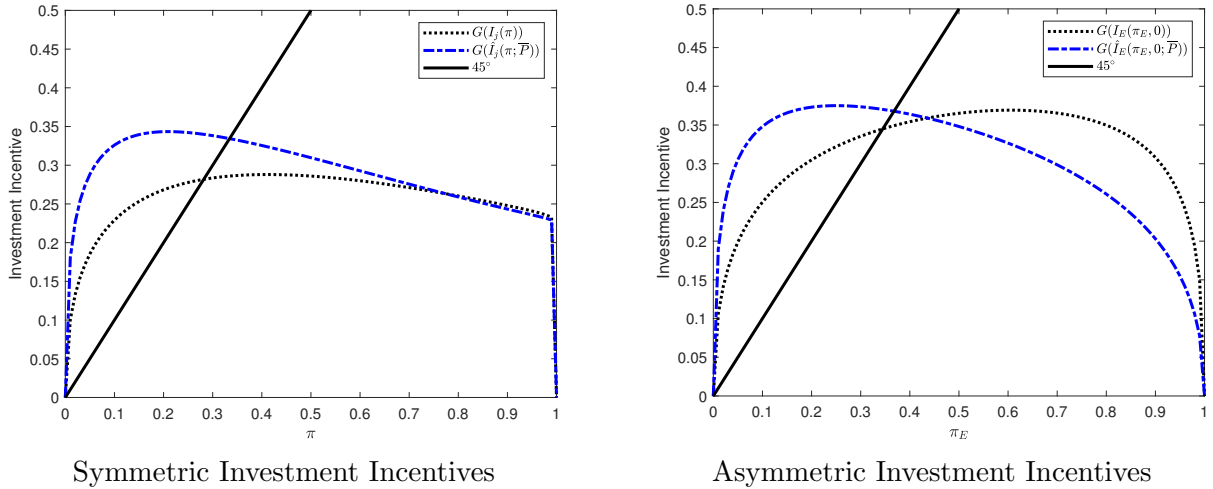 0.5
0.45
0.4
0.35
0.3
0.25
0.2
0.15
0.1
0.05
0
Investment Incentive
G(I_j(π))
G(Î_j(π; P̅))
45°
0 0.1 0.2 0.3 0.4 0.5 0.6 0.7 0.8 0.9 1
π
Symmetric Investment Incentives
0.5
0.45
0.4
0.35
0.3
0.25
0.2
0.15
0.1
0.05
0
Investment Incentive
G(I_E(π_E, 0))
G(Î_E(π_E, 0; P̅))
45°
0 0.1 0.2 0.3 0.4 0.5 0.6 0.7 0.8 0.9 1
π_E
Asymmetric Investment Incentives